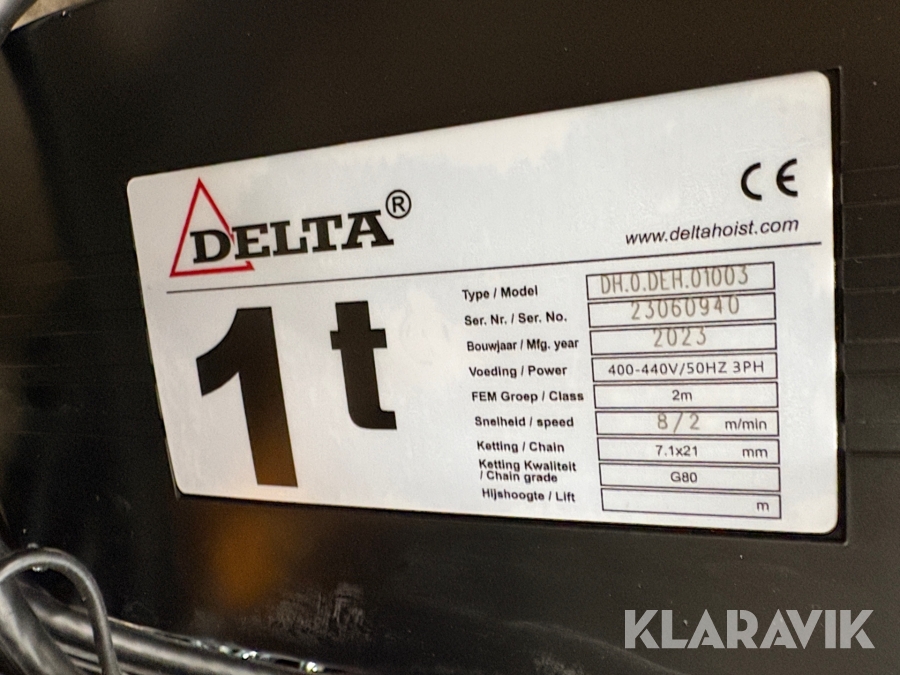 DELTA®
CE
www.deltahoist.com
1t
Type / Model DH.0.DEH.01003
Ser. Nr. / Ser. No. 23060940
Bouwjaar / Mfg. year 2023
Voeding / Power 400-440V/50HZ 3PH
FEM Groep / Class 2m
Snelheid / speed 8/2 m/min
Ketting / Chain 7.1x21 mm
Ketting Kwaliteit
/ Chain grade G80
Hijshoogte / Lift m
KLARAVIK